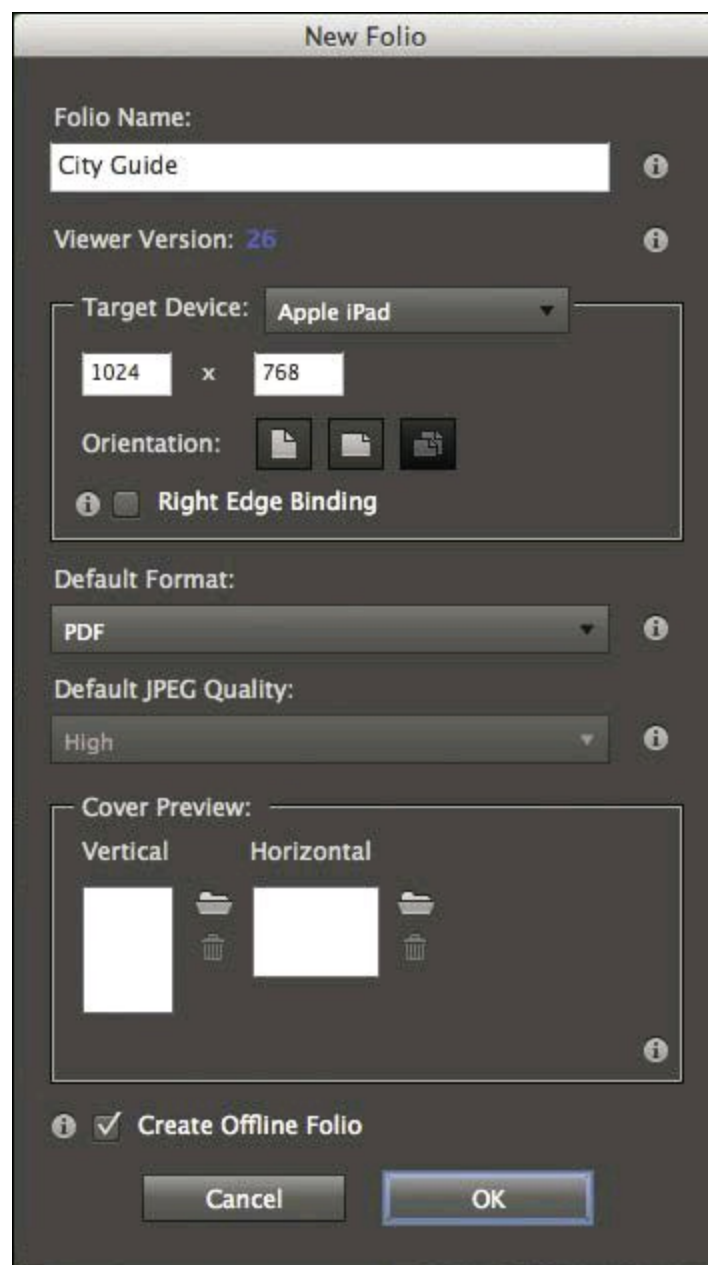 New Folio
Folio Name:
City Guide
Viewer Version: 26
Target Device: Apple iPad
1024 x 768
Orientation:
Right Edge Binding
Default Format:
PDF
Default JPEG Quality:
High
Cover Preview:
Vertical Horizontal
Create Offline Folio
Cancel OK